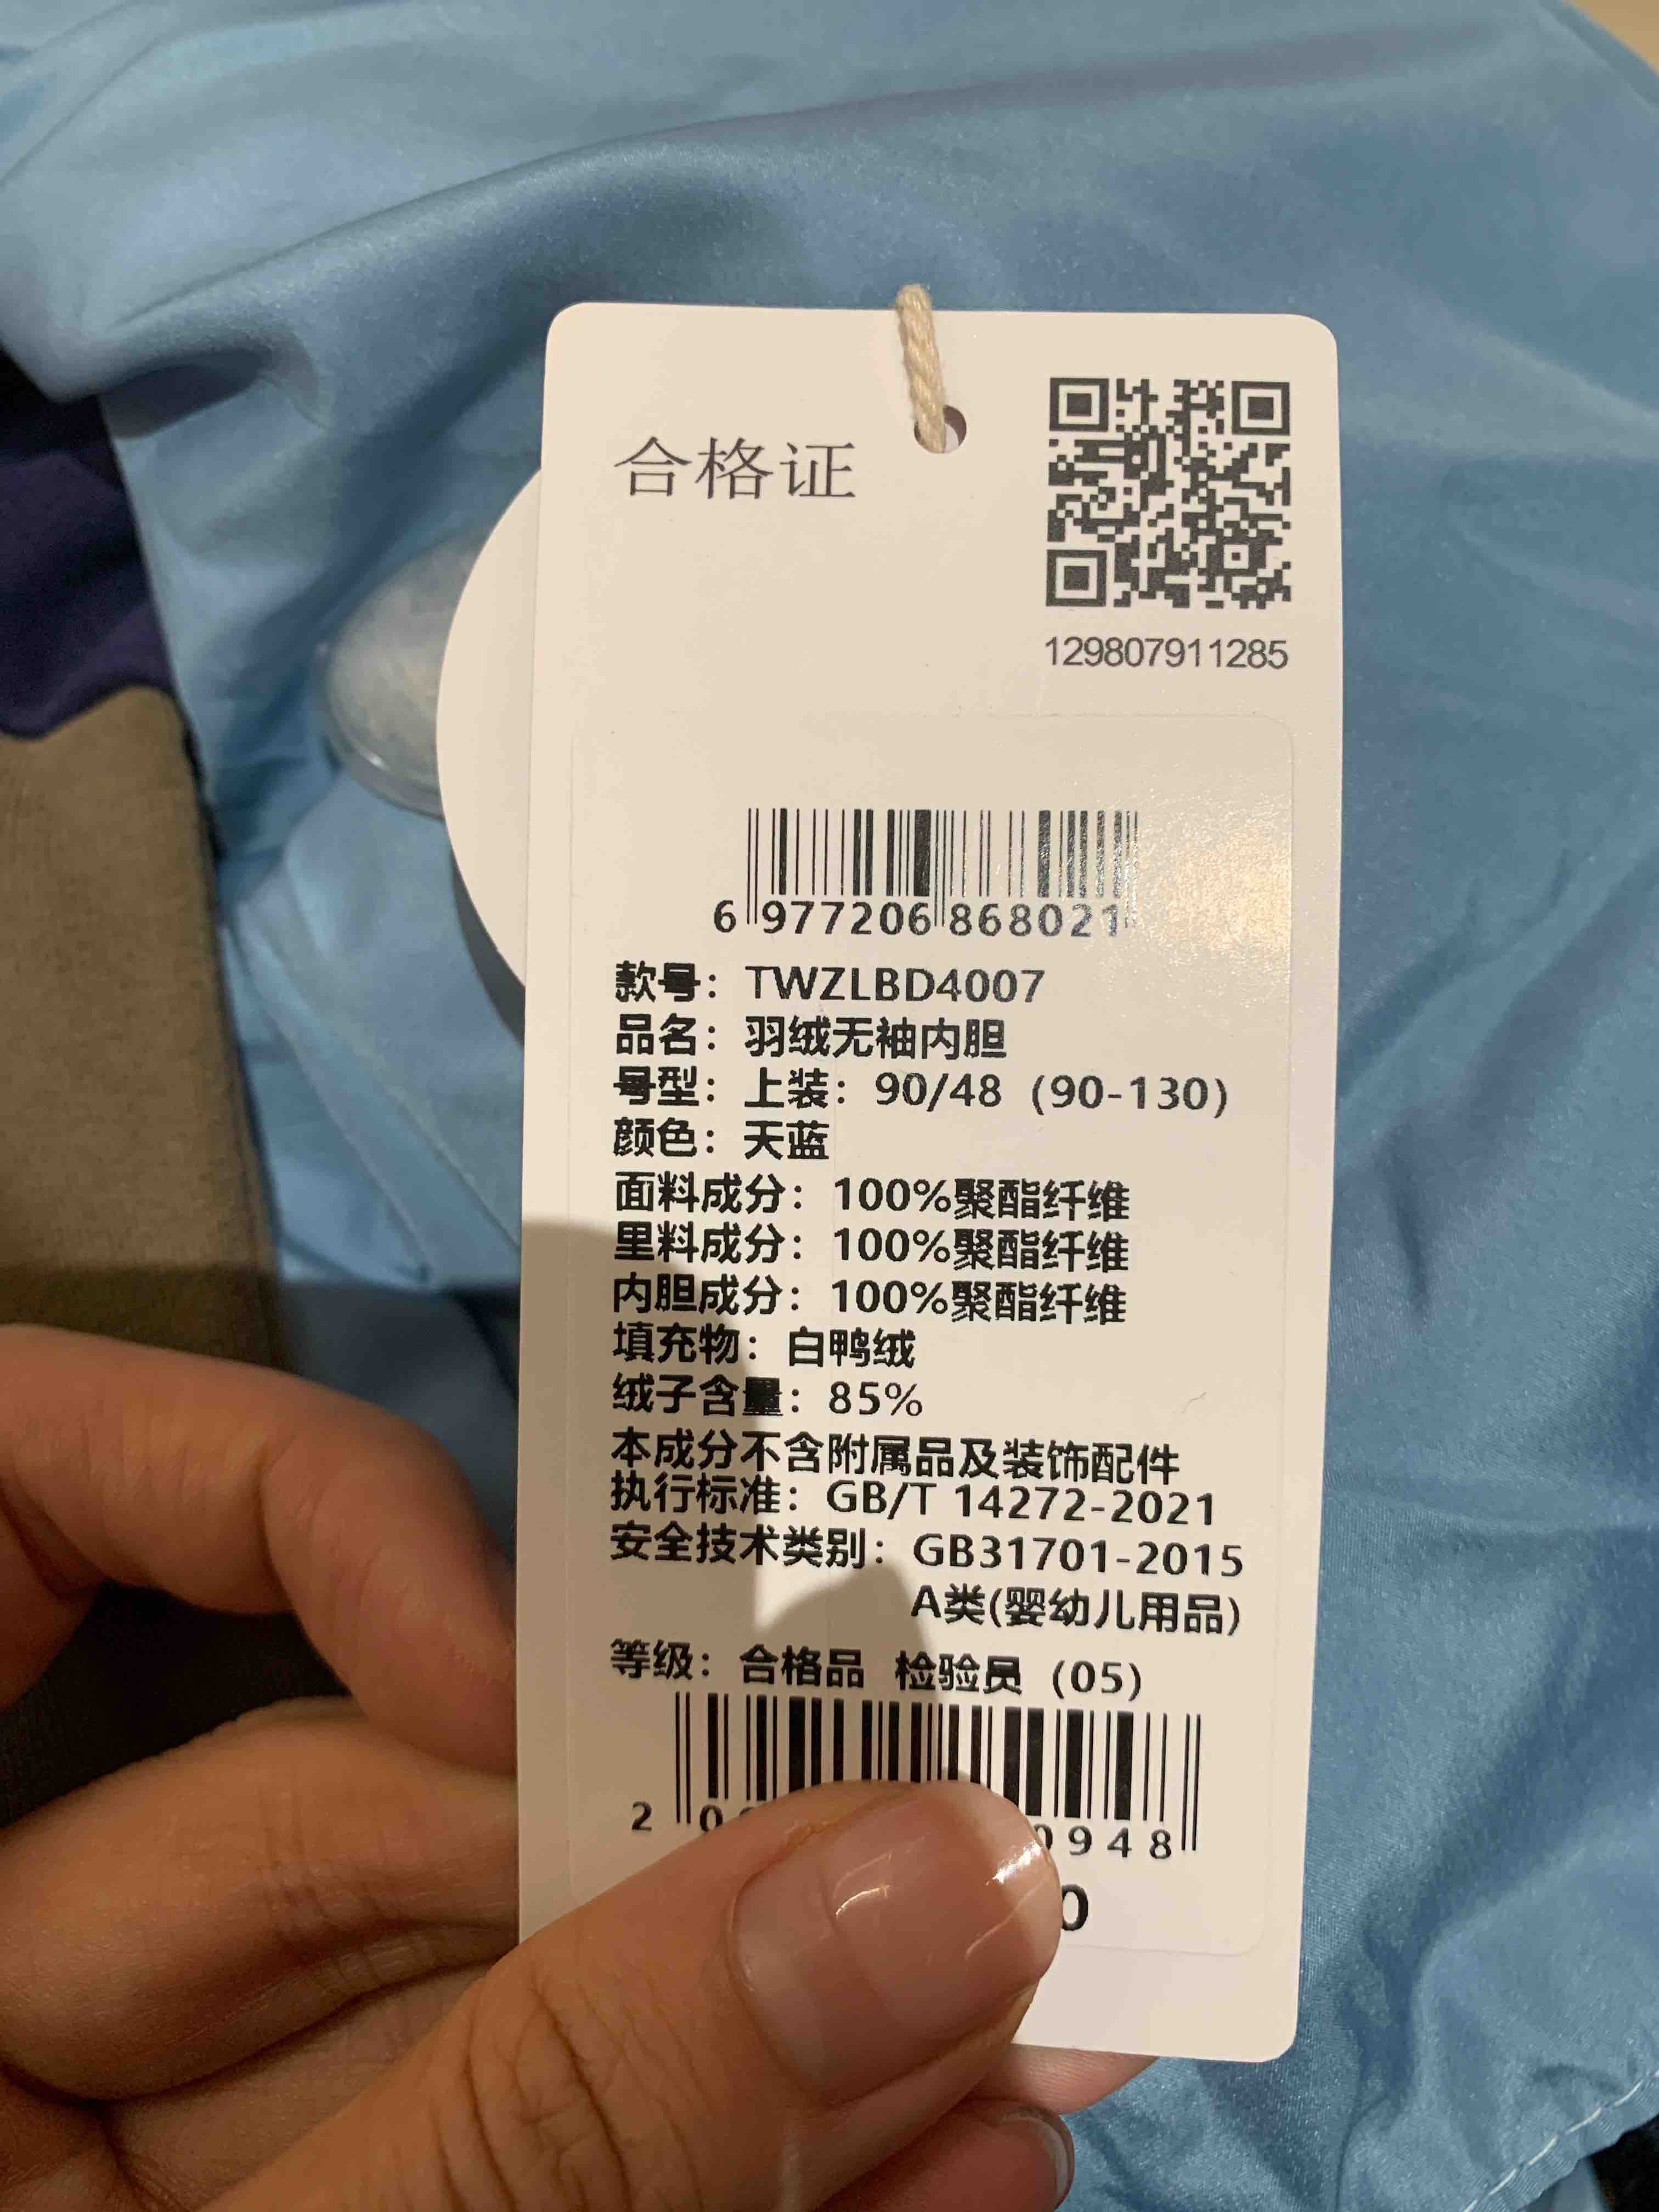 合格证
129807911285
6 977206 868021
款号：TWZLBD4007
品名：羽绒无袖内胆
号型：上装：90/48（90-130）
颜色：天蓝
面料成分：100%聚酯纤维
里料成分：100%聚酯纤维
内胆成分：100%聚酯纤维
填充物：白鸭绒
绒子含量：85%
本成分不含附属品及装饰配件
执行标准：GB/T 14272-2021
安全技术类别：GB31701-2015
A类(婴幼儿用品)
等级：合格品 检验员（05）